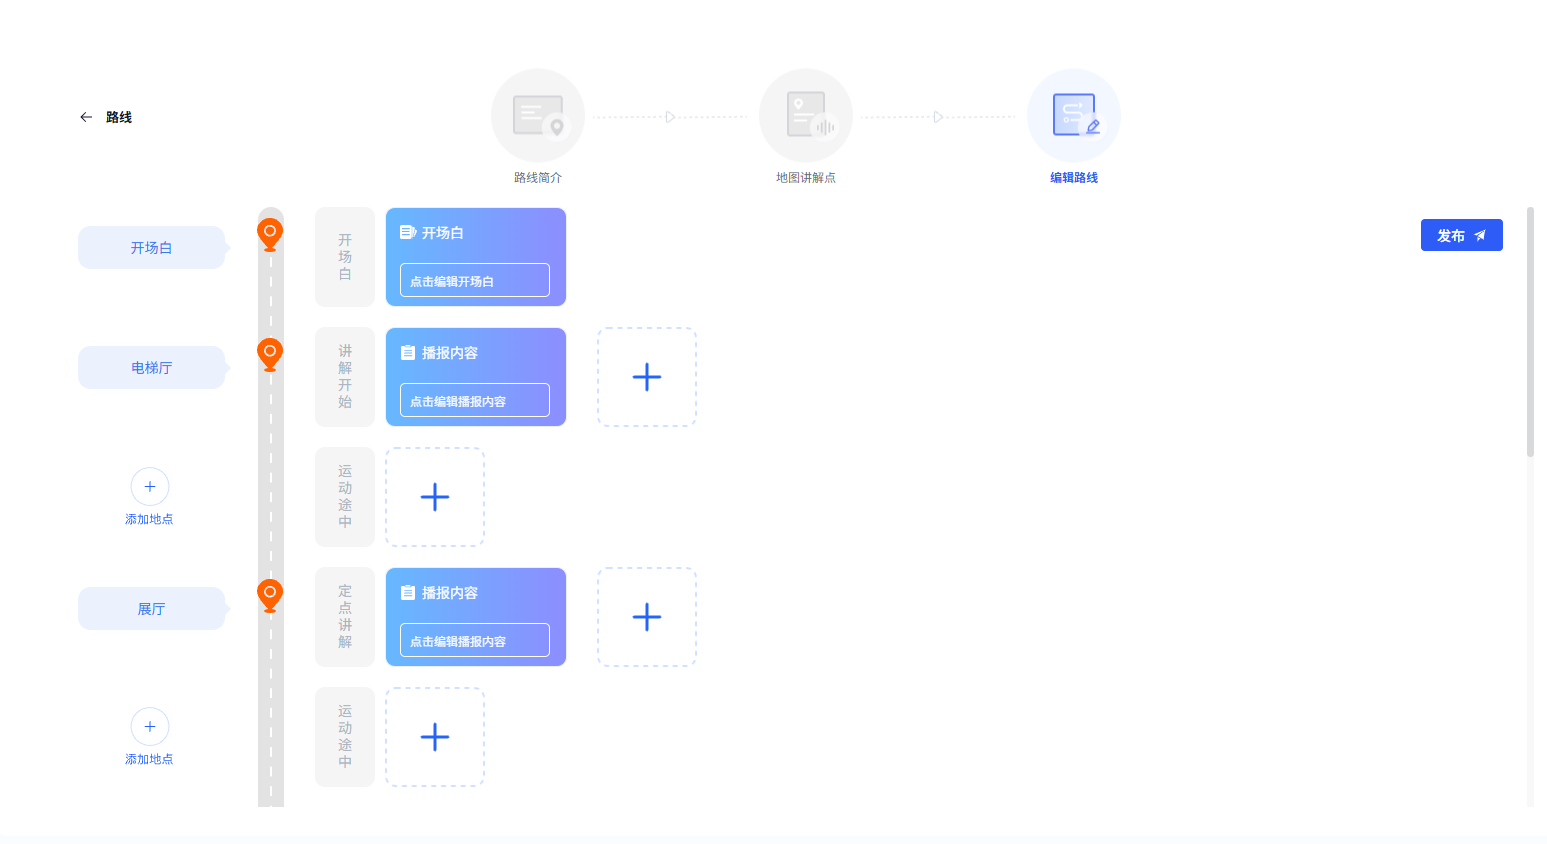 路线
路线简介
地图讲解点
编辑路线
发布
开场白
开场白
开场白
点击编辑开场白
电梯厅
讲解开始
播报内容
点击编辑播报内容
添加地点
运动途中
展厅
定点讲解
播报内容
点击编辑播报内容
添加地点
运动途中